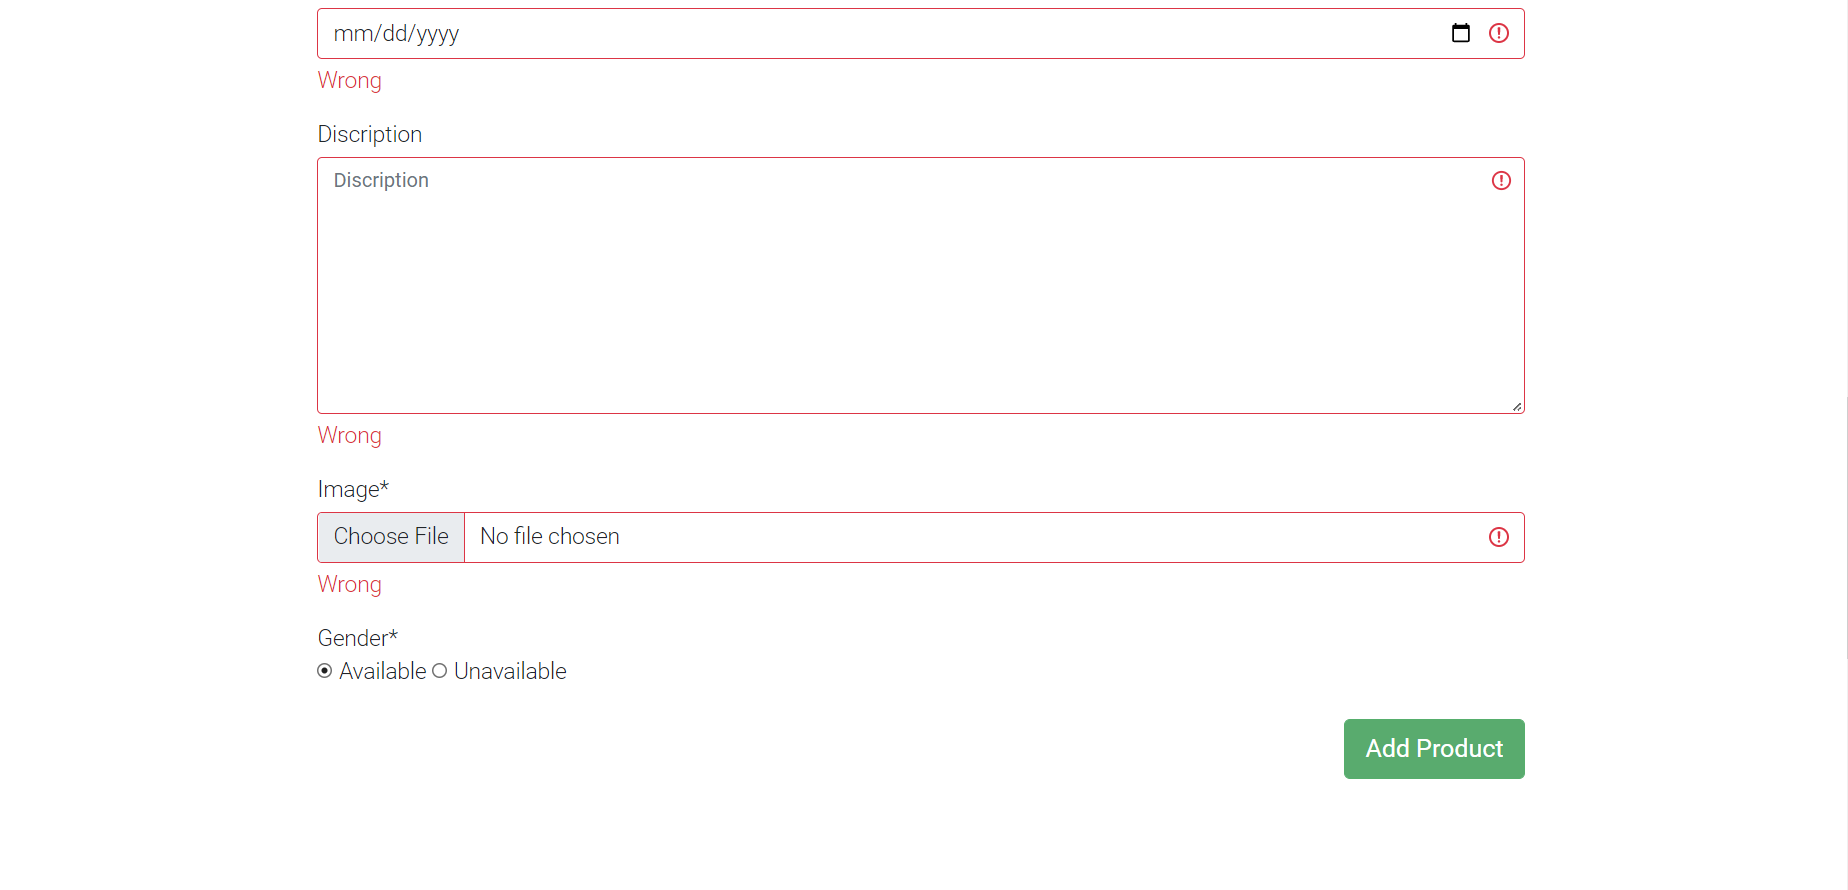 mm/dd/yyyy
Wrong
Discription
Discription
Wrong
Image*
Choose File No file chosen
Wrong
Gender*
Available Unavailable
Add Product